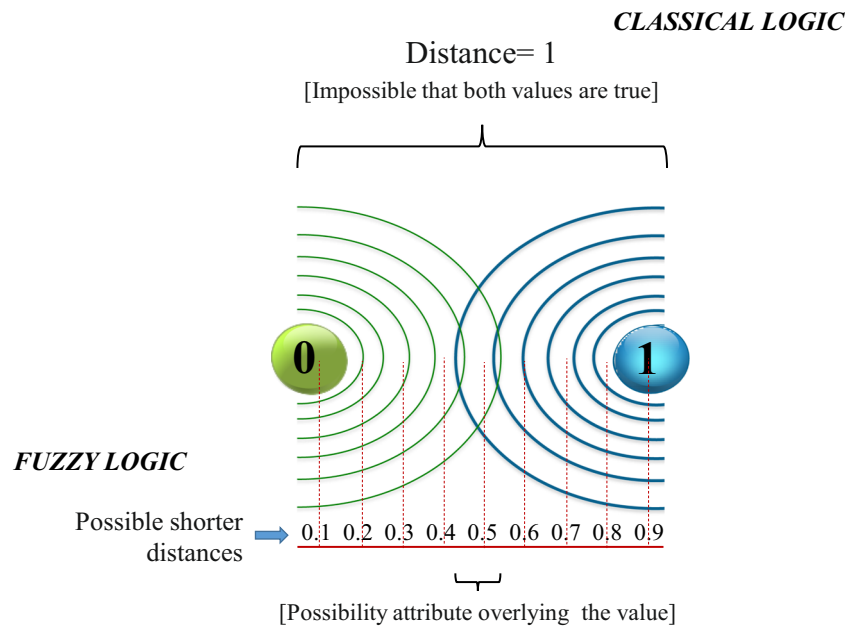 CLASSICAL LOGIC
Distance= 1
[Impossible that both values are true]
0
1
FUZZY LOGIC
Possible shorter
distances
0.1 0.2 0.3 0.4 0.5 0.6 0.7 0.8 0.9
[Possibility attribute overlying the value]